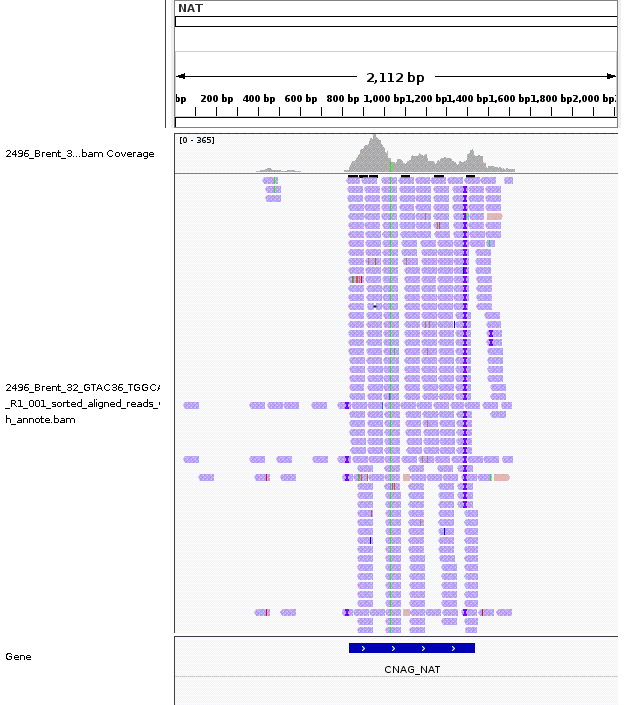 NAT
2,112 bp
bp 200 bp 400 bp 600 bp 800 bp 1,000 bp 1,200 bp 1,400 bp 1,600 bp 1,800 bp 2,000 bp
[0 - 365]
2496_Brent_3...bam Coverage
2496_Brent_32_GTAC36_TGGCA
_R1_001_sorted_aligned_reads_
h_annote.bam
Gene
CNAG_NAT